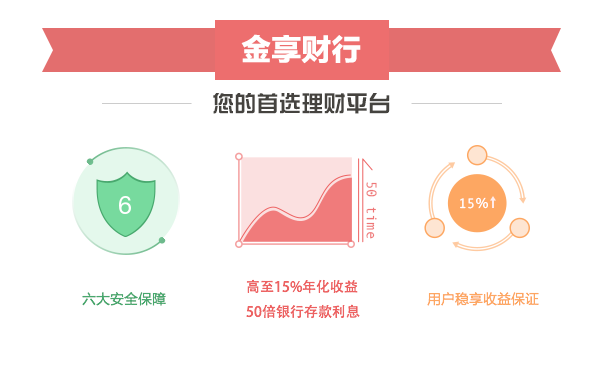 金享财行
您的首选理财平台
6
50 time
15%↑
六大安全保障
高至15%年化收益
50倍银行存款利息
用户稳享收益保证